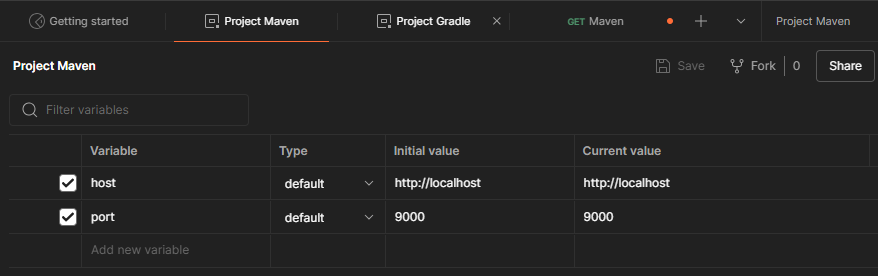 Getting started Project Maven Project Gradle GET Maven Project Maven
Project Maven Save Fork 0 Share
Filter variables
Variable Type Initial value Current value
host default http://localhost http://localhost
port default 9000 9000
Add new variable